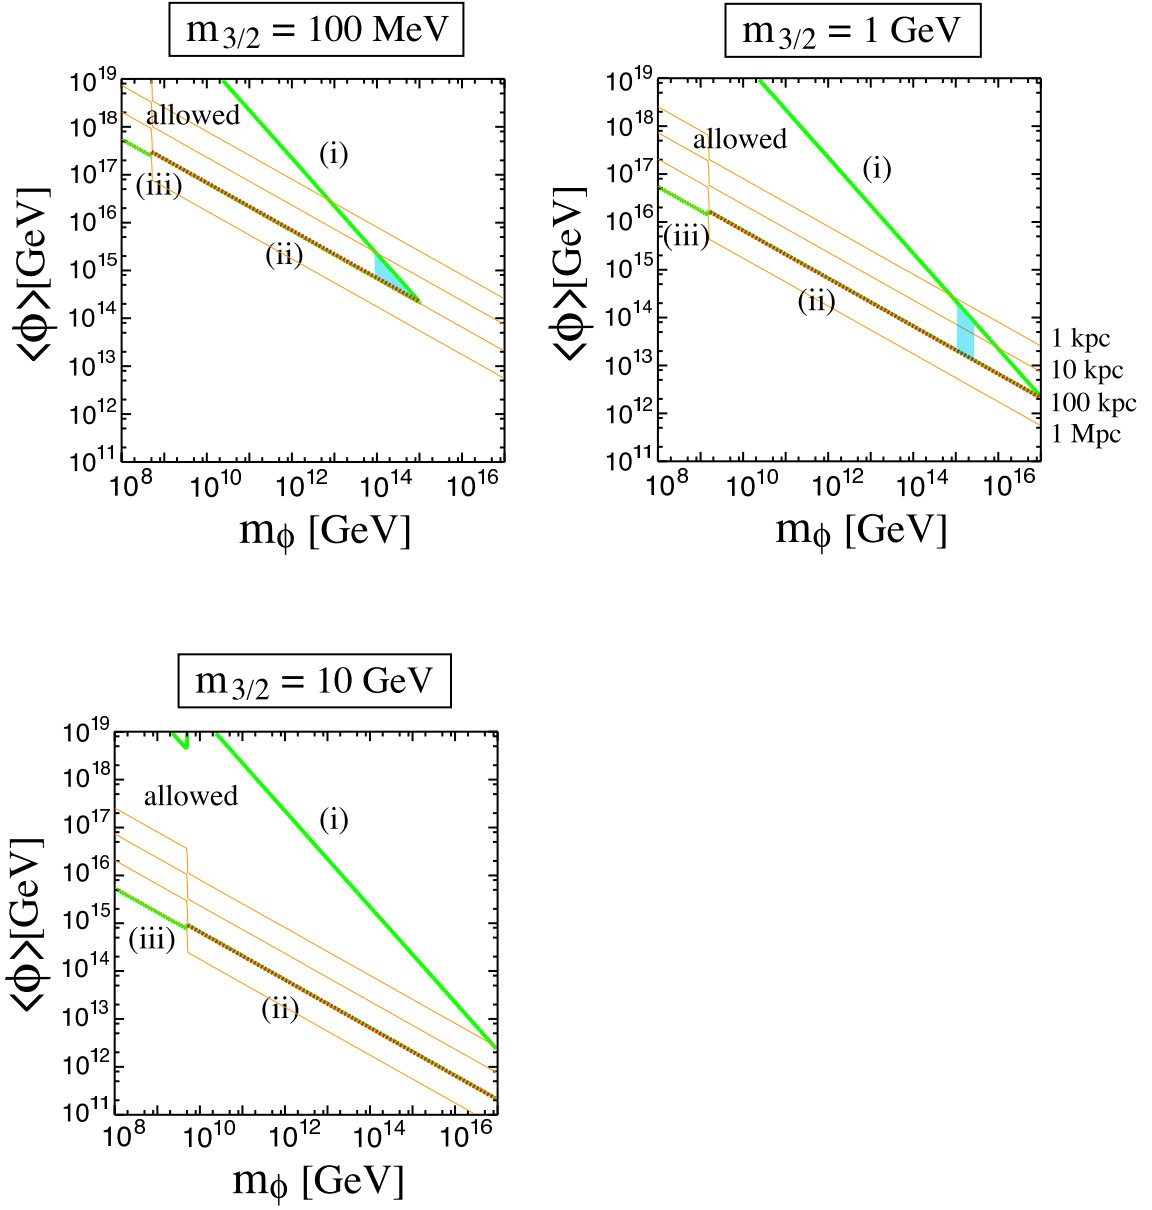 m3/2 = 100 MeV
10^19
10^18
10^17
10^16
10^15
10^14
10^13
10^12
10^11
<ϕ>[GeV]
allowed
(i)
(iii)
(ii)
10^8 10^10 10^12 10^14 10^16
mϕ [GeV]
m3/2 = 1 GeV
10^19
10^18
10^17
10^16
10^15
10^14
10^13
10^12
10^11
<ϕ>[GeV]
allowed
(i)
(iii)
(ii)
1 kpc
10 kpc
100 kpc
1 Mpc
10^8 10^10 10^12 10^14 10^16
mϕ [GeV]
m3/2 = 10 GeV
10^19
10^18
10^17
10^16
10^15
10^14
10^13
10^12
10^11
<ϕ>[GeV]
allowed
(i)
(iii)
(ii)
10^8 10^10 10^12 10^14 10^16
mϕ [GeV]